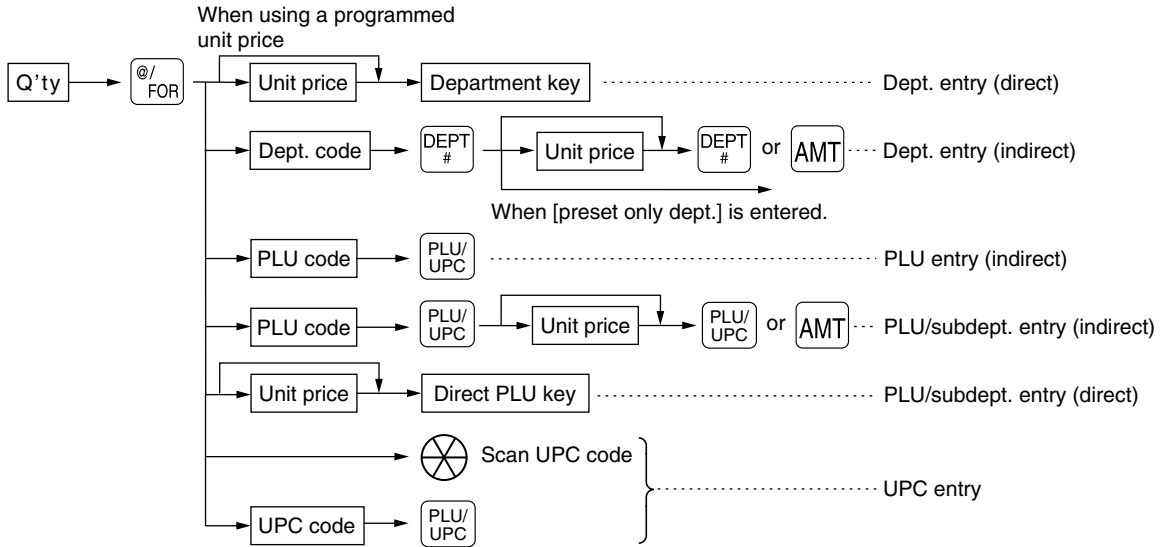 When using a programmed
unit price
Q'ty @/ FOR Unit price Department key Dept. entry (direct)
Dept. code DEPT # Unit price DEPT # or AMT Dept. entry (indirect)
When [preset only dept.] is entered.
PLU code PLU/ UPC PLU entry (indirect)
PLU code PLU/ UPC Unit price PLU/ UPC or AMT PLU/subdept. entry (indirect)
Unit price Direct PLU key PLU/subdept. entry (direct)
Scan UPC code
UPC entry
UPC code PLU/ UPC